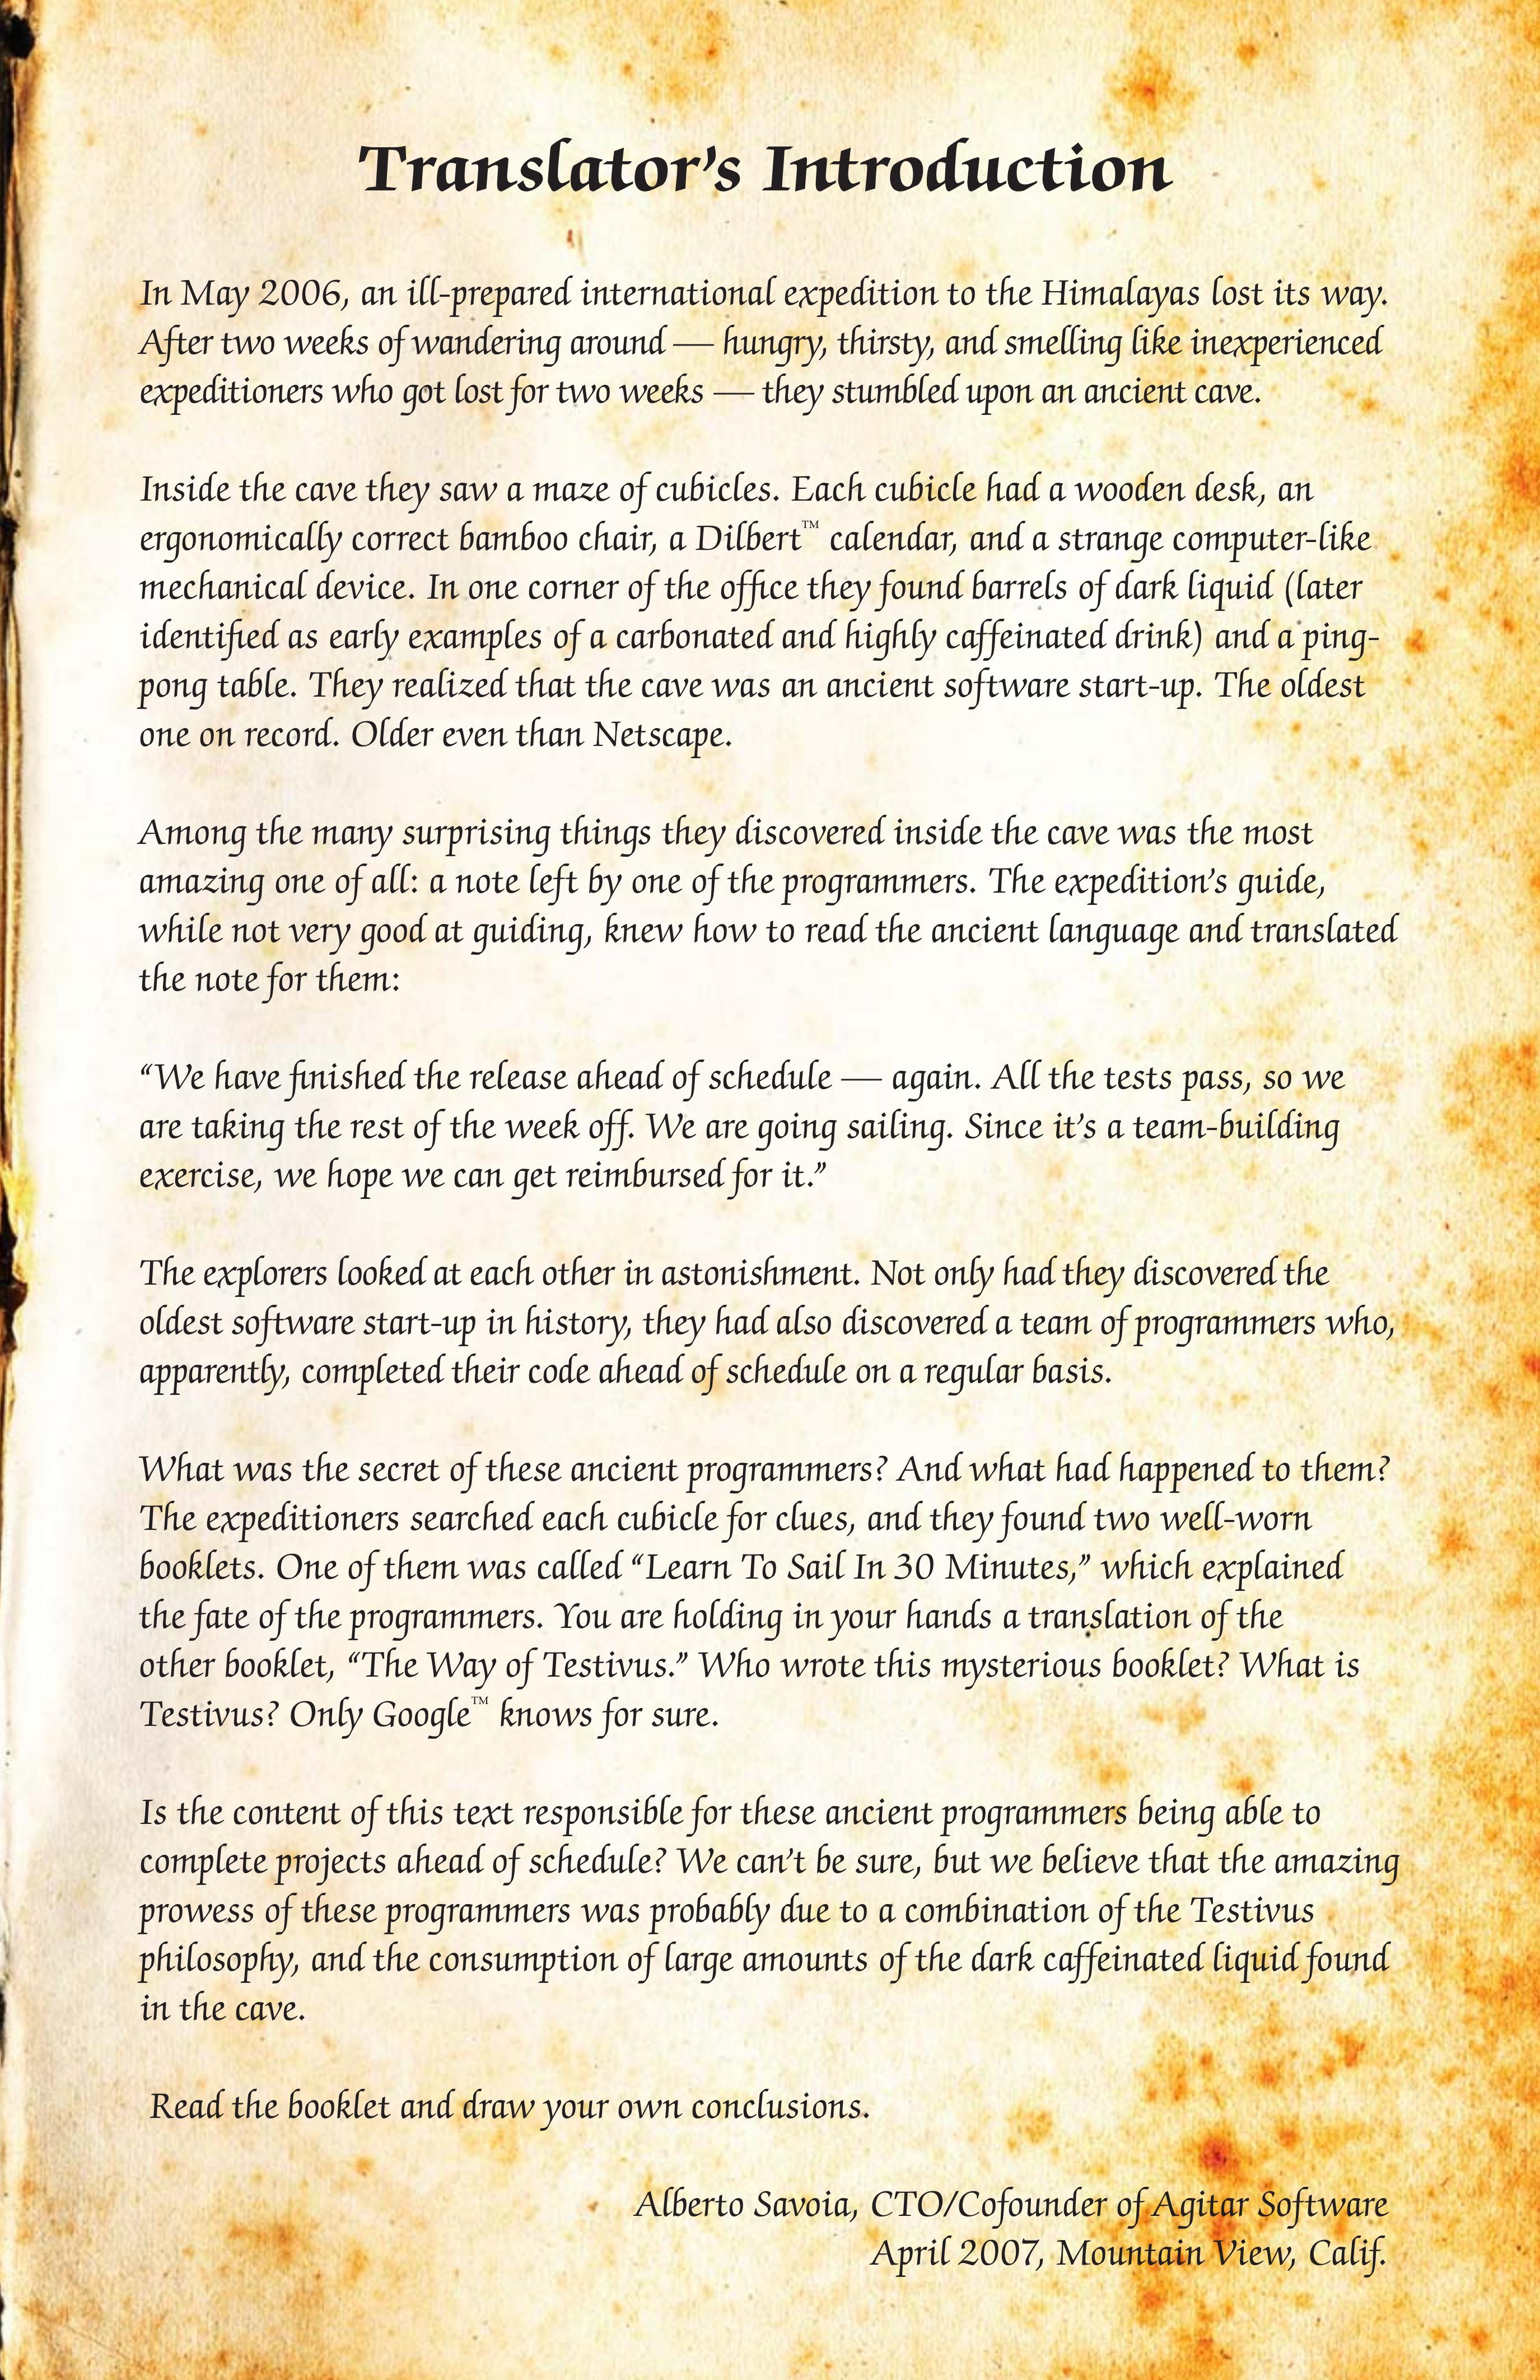 Translator's Introduction
In May 2006, an ill-prepared international expedition to the Himalayas lost its way.
After two weeks of wandering around — hungry, thirsty, and smelling like inexperienced
expeditioners who got lost for two weeks — they stumbled upon an ancient cave.
Inside the cave they saw a maze of cubicles. Each cubicle had a wooden desk, an
ergonomically correct bamboo chair, a Dilbert™ calendar, and a strange computer-like
mechanical device. In one corner of the office they found barrels of dark liquid (later
identified as early examples of a carbonated and highly caffeinated drink) and a ping-
pong table. They realized that the cave was an ancient software start-up. The oldest
one on record. Older even than Netscape.
Among the many surprising things they discovered inside the cave was the most
amazing one of all: a note left by one of the programmers. The expedition's guide,
while not very good at guiding, knew how to read the ancient language and translated
the note for them:
“We have finished the release ahead of schedule — again. All the tests pass, so we
are taking the rest of the week off. We are going sailing. Since it's a team-building
exercise, we hope we can get reimbursed for it.”
The explorers looked at each other in astonishment. Not only had they discovered the
oldest software start-up in history, they had also discovered a team of programmers who,
apparently, completed their code ahead of schedule on a regular basis.
What was the secret of these ancient programmers? And what had happened to them?
The expeditioners searched each cubicle for clues, and they found two well-worn
booklets. One of them was called “Learn To Sail In 30 Minutes,” which explained
the fate of the programmers. You are holding in your hands a translation of the
other booklet, “The Way of Testivus.” Who wrote this mysterious booklet? What is
Testivus? Only Google™ knows for sure.
Is the content of this text responsible for these ancient programmers being able to
complete projects ahead of schedule? We can't be sure, but we believe that the amazing
prowess of these programmers was probably due to a combination of the Testivus
philosophy, and the consumption of large amounts of the dark caffeinated liquid found
in the cave.
Read the booklet and draw your own conclusions.
Alberto Savoia, CTO/Cofounder of Agitar Software
April 2007, Mountain View, Calif.